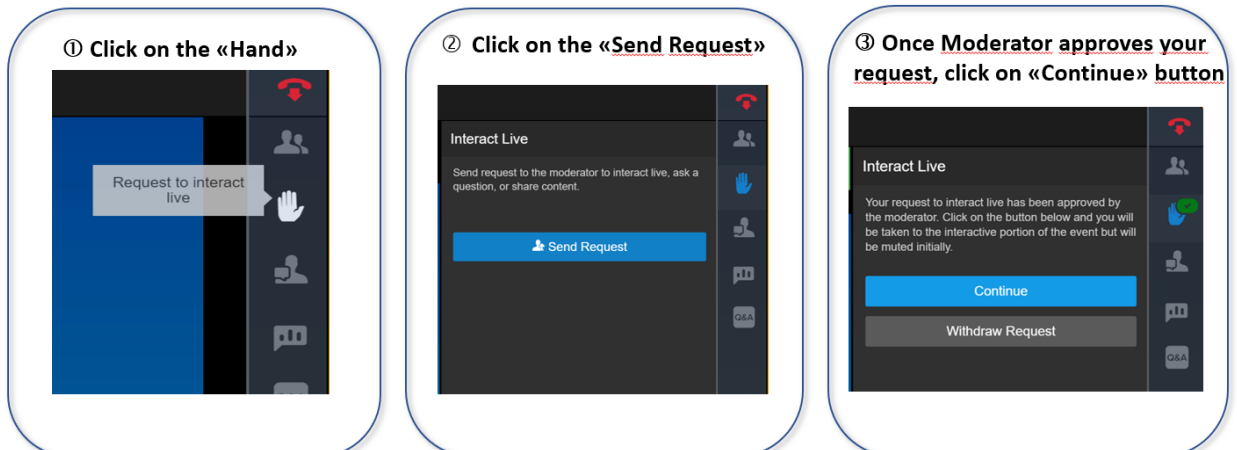 ① Click on the «Hand»
Request to interact
live
② Click on the «Send Request»
Interact Live
Send request to the moderator to interact live, ask a
question, or share content.
Send Request
Q&A
③ Once Moderator approves your
request, click on «Continue» button
Interact Live
Your request to interact live has been approved by
the moderator. Click on the button below and you will
be taken to the interactive portion of the event but will
be muted initially.
Continue
Withdraw Request
Q&A